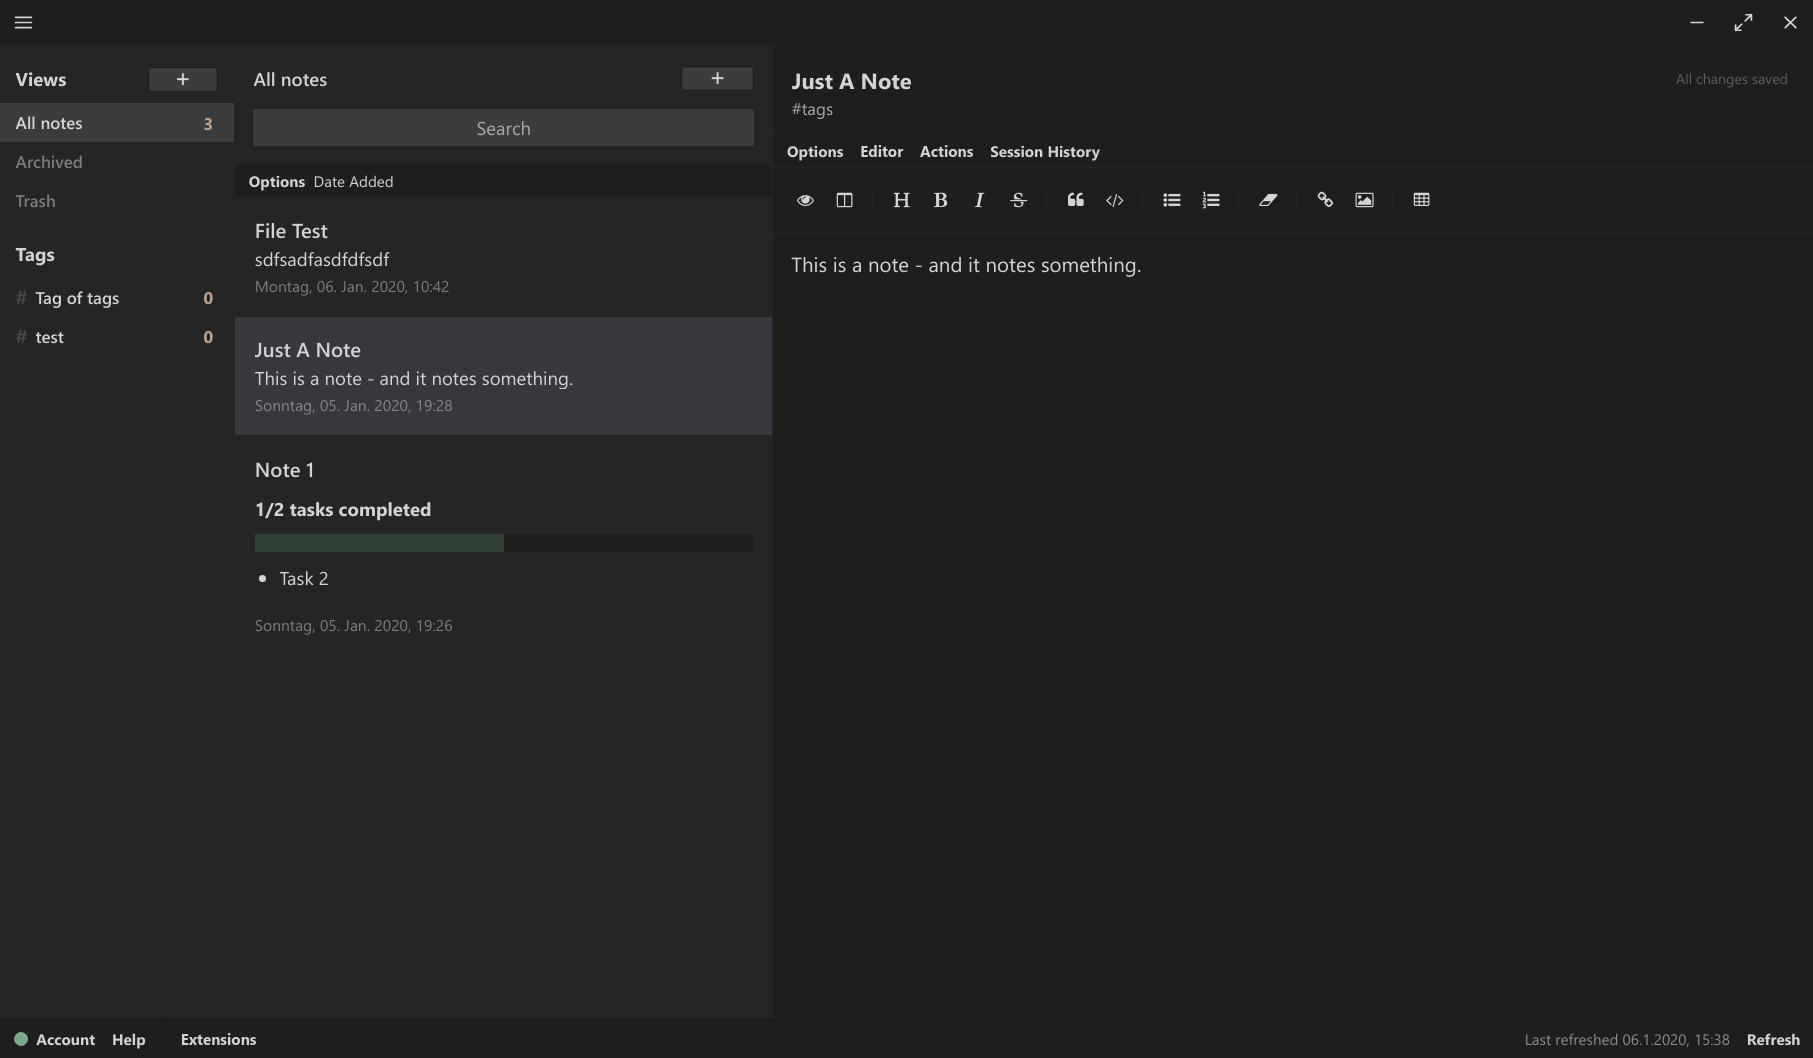 Views +
All notes 3
Archived
Trash
Tags
# Tag of tags 0
# test 0
All notes +
Search
Options Date Added
File Test
sdfsadfasdfdfsdf
Montag, 06. Jan. 2020, 10:42
Just A Note
This is a note - and it notes something.
Sonntag, 05. Jan. 2020, 19:28
Note 1
1/2 tasks completed
• Task 2
Sonntag, 05. Jan. 2020, 19:26
Just A Note
All changes saved
#tags
Options Editor Actions Session History
H B I S
This is a note - and it notes something.
Account Help Extensions
Last refreshed 06.1.2020, 15:38 Refresh